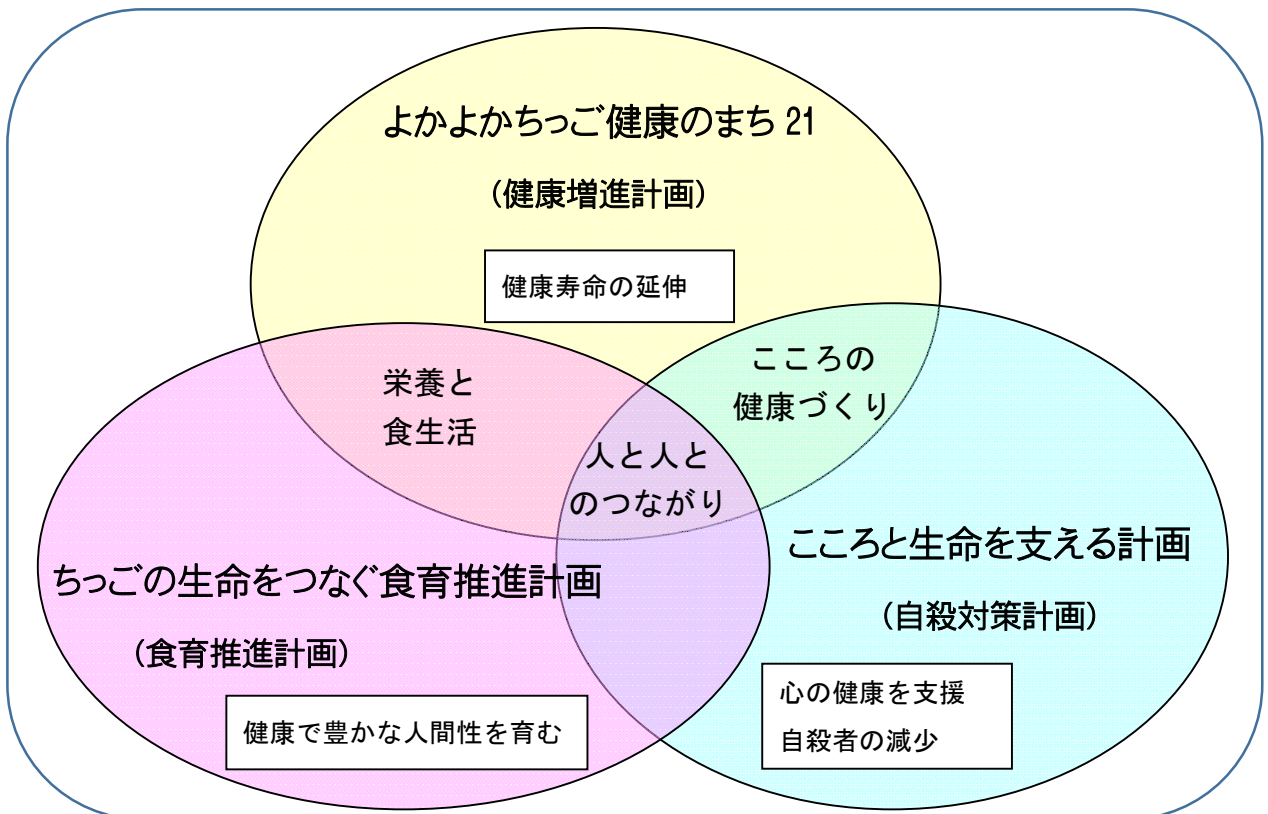 よかよかちっご健康のまち 21
（健康増進計画）
健康寿命の延伸
栄養と
食生活
こころの
健康づくり
人と人と
のつながり
ちっごの生命をつなぐ食育推進計画
（食育推進計画）
健康で豊かな人間性を育む
こころと生命を支える計画
（自殺対策計画）
心の健康を支援
自殺者の減少